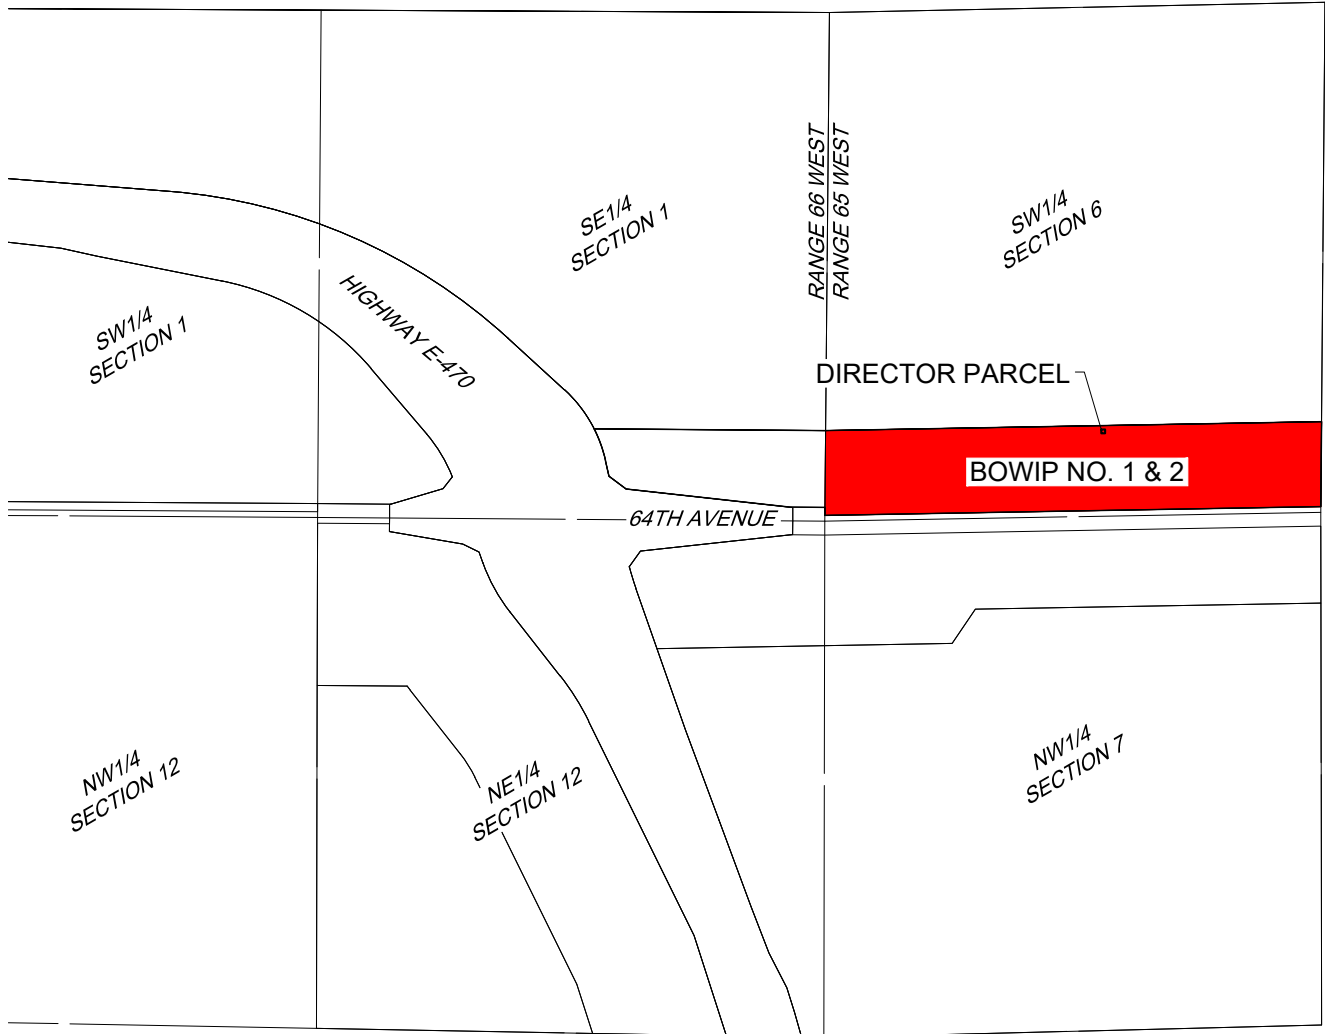 RANGE 66 WEST
RANGE 65 WEST
SE1/4
SECTION 1
SW1/4
SECTION 6
HIGHWAY E-470
SW1/4
SECTION 1
DIRECTOR PARCEL
BOWIP NO. 1 & 2
64TH AVENUE
NW1/4
SECTION 12
NE1/4
SECTION 12
NW1/4
SECTION 7